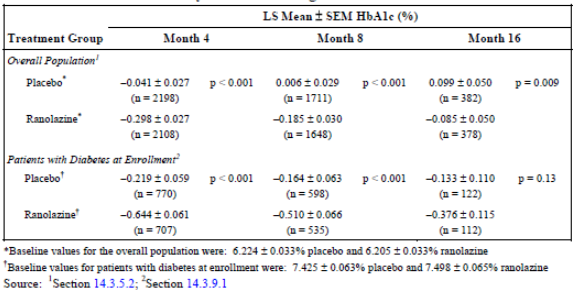 LS Mean ± SEM HbA1c (%)
Treatment Group Month 4 Month 8 Month 16
Overall Population1
Placebo* −0.041 ± 0.027 p < 0.001 0.006 ± 0.029 p < 0.001 0.099 ± 0.050 p = 0.009
(n = 2198) (n = 1711) (n = 382)
Ranolazine* −0.298 ± 0.027 −0.185 ± 0.030 −0.085 ± 0.050
(n = 2108) (n = 1648) (n = 378)
Patients with Diabetes at Enrollment2
Placebo† −0.219 ± 0.059 p < 0.001 −0.164 ± 0.063 p < 0.001 −0.133 ± 0.110 p = 0.13
(n = 770) (n = 598) (n = 122)
Ranolazine† −0.644 ± 0.061 −0.510 ± 0.066 −0.376 ± 0.115
(n = 707) (n = 535) (n = 112)
*Baseline values for the overall population were: 6.224 ± 0.033% placebo and 6.205 ± 0.033% ranolazine
†Baseline values for patients with diabetes at enrollment were: 7.425 ± 0.063% placebo and 7.498 ± 0.065% ranolazine
Source: 1Section 14.3.5.2; 2Section 14.3.9.1